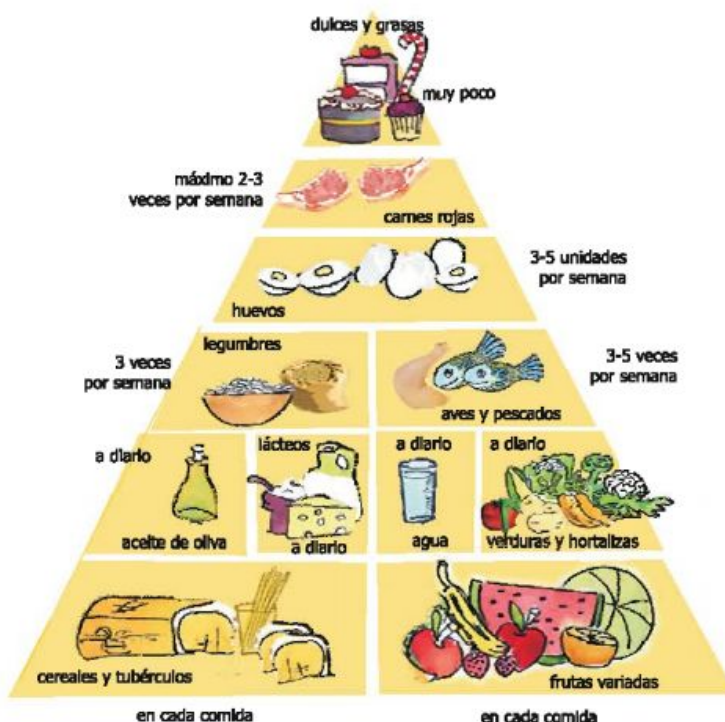 dulces y grasas
muy poco
máximo 2-3
veces por semana
carnes rojas
3-5 unidades
por semana
huevos
legumbres
3 veces
por semana
3-5 veces
por semana
aves y pescados
a diario
aceite de oliva
lácteos
a diario
a diario
agua
a diario
verduras y hortalizas
cereales y tubérculos
frutas variadas
en cada comida
en cada comida